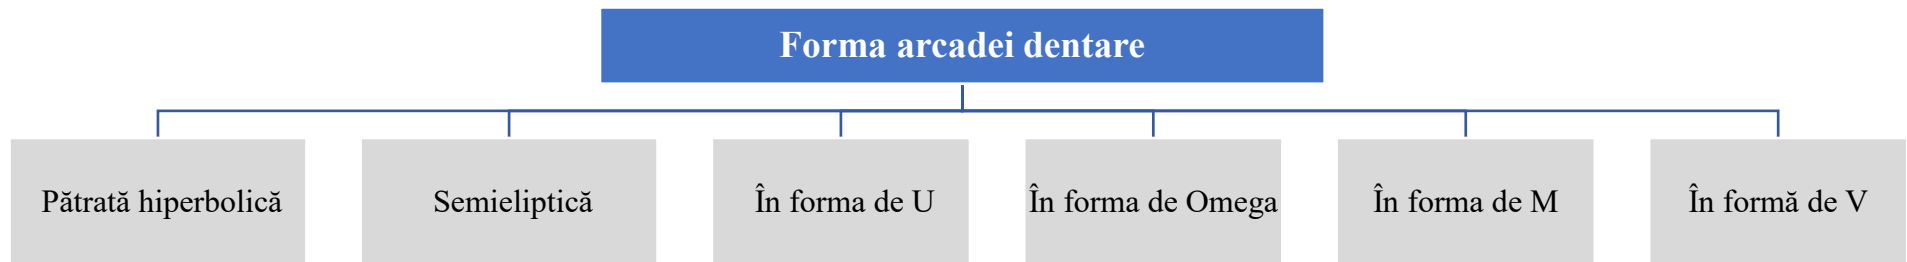 Forma arcadei dentare
Pătrată hiperbolică
Semieliptică
În forma de U
În forma de Omega
În forma de M
În formă de V